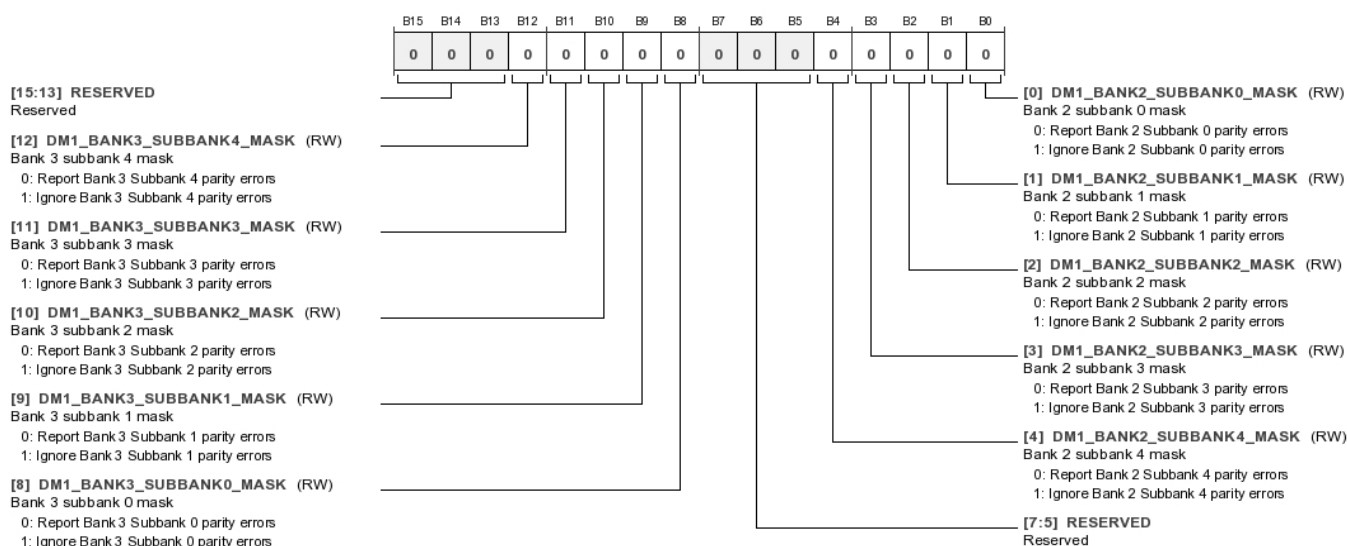 B15 B14 B13 B12 B11 B10 B9 B8 B7 B6 B5 B4 B3 B2 B1 B0
0 0 0 0 0 0 0 0 0 0 0 0 0 0 0 0
[15:13] RESERVED
Reserved
[12] DM1_BANK3_SUBBANK4_MASK (RW)
Bank 3 subbank 4 mask
0: Report Bank 3 Subbank 4 parity errors
1: Ignore Bank 3 Subbank 4 parity errors
[11] DM1_BANK3_SUBBANK3_MASK (RW)
Bank 3 subbank 3 mask
0: Report Bank 3 Subbank 3 parity errors
1: Ignore Bank 3 Subbank 3 parity errors
[10] DM1_BANK3_SUBBANK2_MASK (RW)
Bank 3 subbank 2 mask
0: Report Bank 3 Subbank 2 parity errors
1: Ignore Bank 3 Subbank 2 parity errors
[9] DM1_BANK3_SUBBANK1_MASK (RW)
Bank 3 subbank 1 mask
0: Report Bank 3 Subbank 1 parity errors
1: Ignore Bank 3 Subbank 1 parity errors
[8] DM1_BANK3_SUBBANK0_MASK (RW)
Bank 3 subbank 0 mask
0: Report Bank 3 Subbank 0 parity errors
1: Ignore Bank 3 Subbank 0 parity errors
[0] DM1_BANK2_SUBBANK0_MASK (RW)
Bank 2 subbank 0 mask
0: Report Bank 2 Subbank 0 parity errors
1: Ignore Bank 2 Subbank 0 parity errors
[1] DM1_BANK2_SUBBANK1_MASK (RW)
Bank 2 subbank 1 mask
0: Report Bank 2 Subbank 1 parity errors
1: Ignore Bank 2 Subbank 1 parity errors
[2] DM1_BANK2_SUBBANK2_MASK (RW)
Bank 2 subbank 2 mask
0: Report Bank 2 Subbank 2 parity errors
1: Ignore Bank 2 Subbank 2 parity errors
[3] DM1_BANK2_SUBBANK3_MASK (RW)
Bank 2 subbank 3 mask
0: Report Bank 2 Subbank 3 parity errors
1: Ignore Bank 2 Subbank 3 parity errors
[4] DM1_BANK2_SUBBANK4_MASK (RW)
Bank 2 subbank 4 mask
0: Report Bank 2 Subbank 4 parity errors
1: Ignore Bank 2 Subbank 4 parity errors
[7:5] RESERVED
Reserved